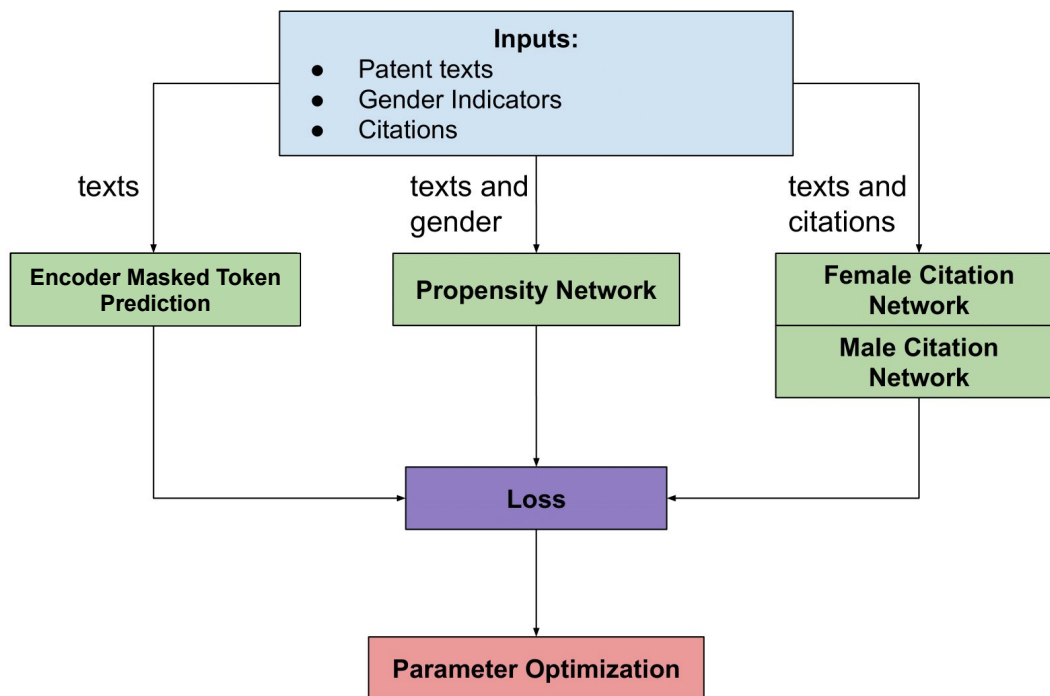 Inputs:
● Patent texts
● Gender Indicators
● Citations
texts
texts and
gender
texts and
citations
Encoder Masked Token
Prediction
Propensity Network
Female Citation
Network
Male Citation
Network
Loss
Parameter Optimization